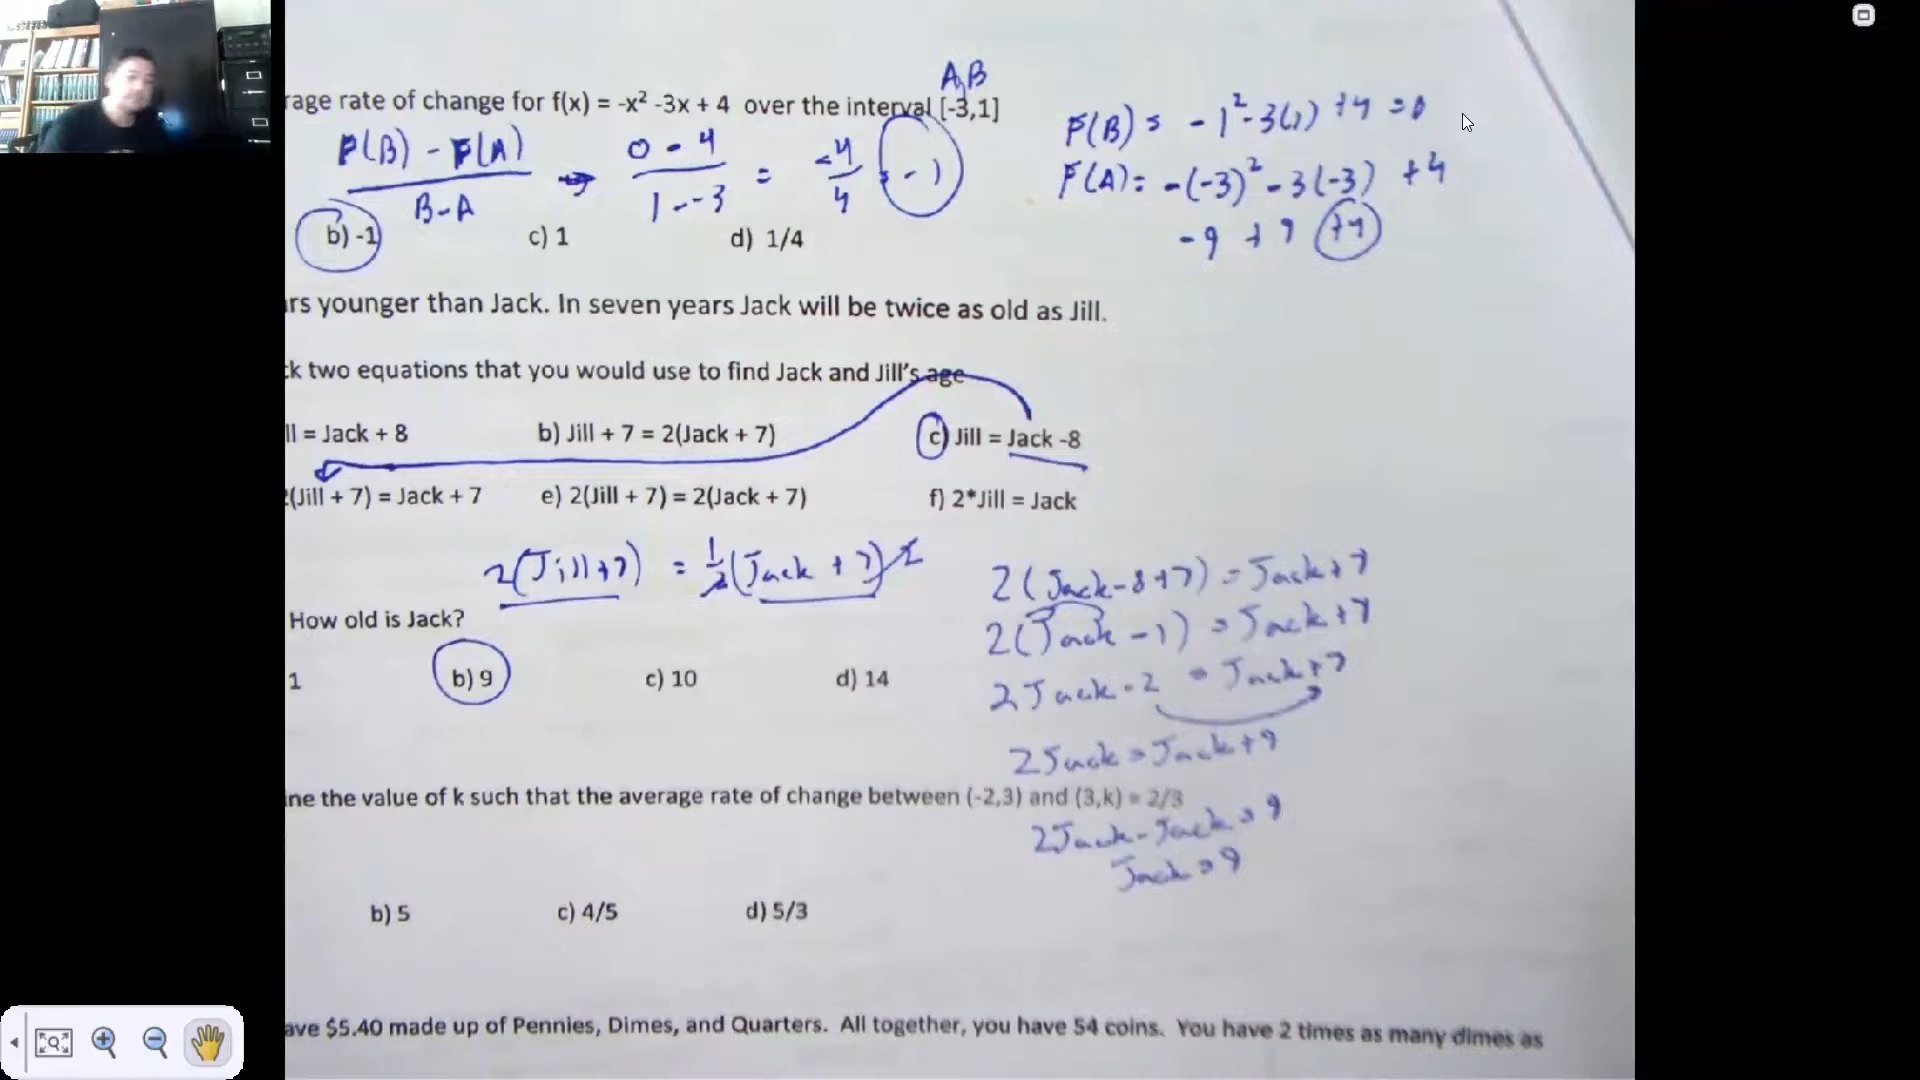 A,B
rage rate of change for f(x) = -x² -3x + 4 over the interval [-3,1]
F(B) = -1² - 3(1) + 4 = 0
F(B) - F(A) / B - A → 0 - 4 / 1 - -3 = -4 / 4 = -1
F(A) = -(-3)² - 3(-3) + 4
-9 + 9 +4
b) -1 c) 1 d) 1/4
rs younger than Jack. In seven years Jack will be twice as old as Jill.
ck two equations that you would use to find Jack and Jill's age
ll = Jack + 8 b) Jill + 7 = 2(Jack + 7) c) Jill = Jack -8
2(Jill + 7) = Jack + 7 e) 2(Jill + 7) = 2(Jack + 7) f) 2*Jill = Jack
2(Jill+7) = 1/2(Jack + 7) 2
2(Jack-8+7) = Jack+7
How old is Jack?
2(Jack - 1) = Jack+7
1 b) 9 c) 10 d) 14
2Jack - 2 = Jack+7
2Jack = Jack+9
ne the value of k such that the average rate of change between (-2,3) and (3,k) = 2/3
2Jack - Jack = 9
Jack = 9
b) 5 c) 4/5 d) 5/3
ave $5.40 made up of Pennies, Dimes, and Quarters. All together, you have 54 coins. You have 2 times as many dimes as